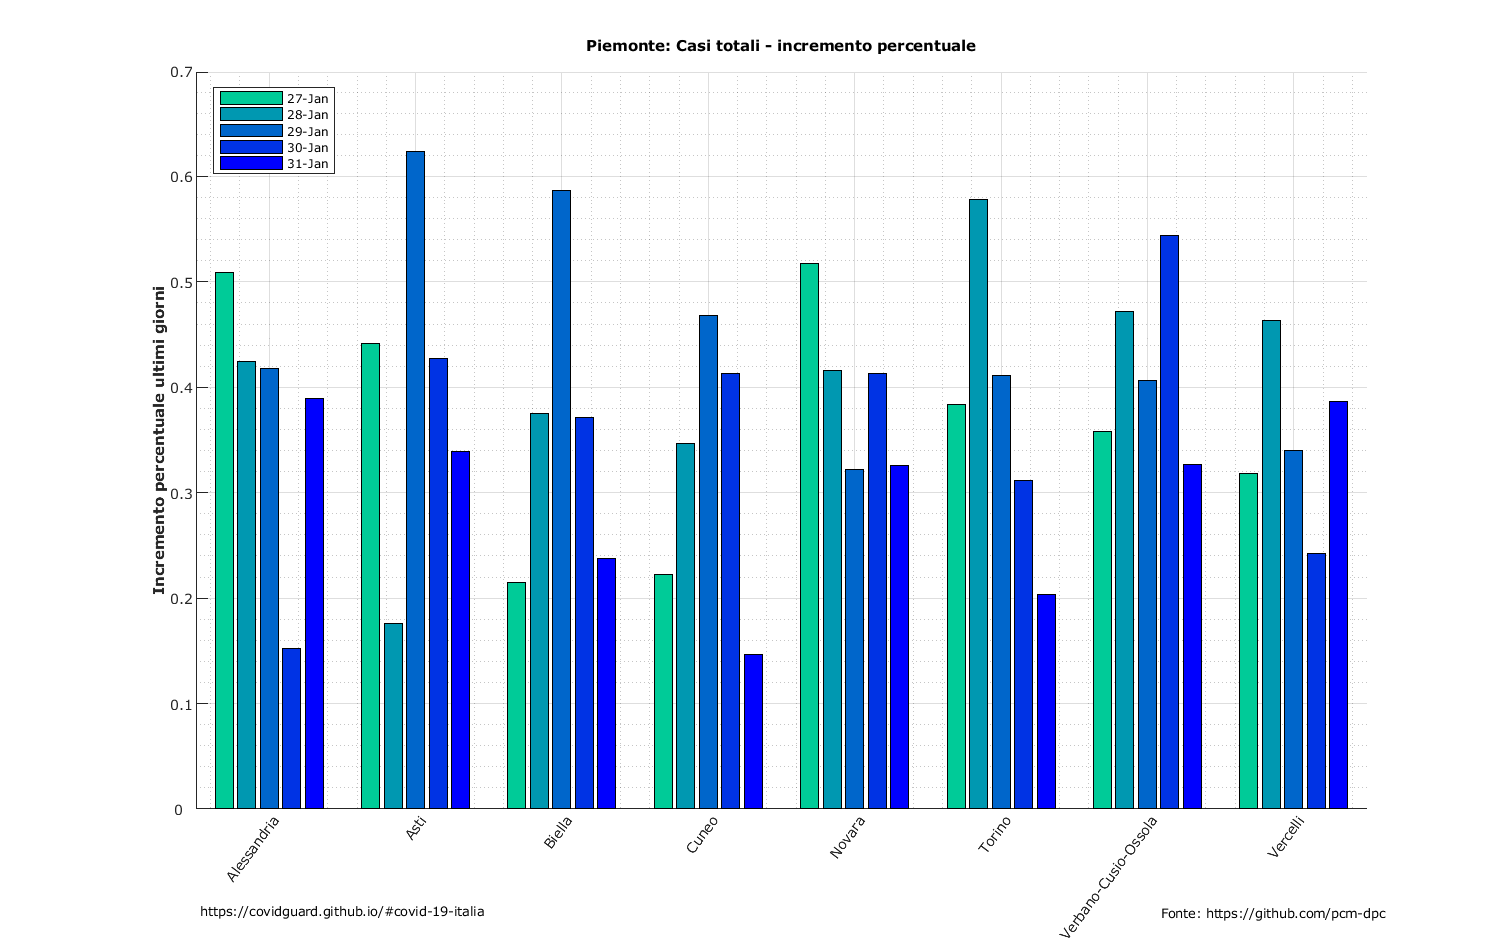 Piemonte: Casi totali - incremento percentuale
27-Jan
28-Jan
29-Jan
30-Jan
31-Jan
Incremento percentuale ultimi giorni
0.7
0.6
0.5
0.4
0.3
0.2
0.1
0
Alessandria
Asti
Biella
Cuneo
Novara
Torino
Verbano-Cusio-Ossola
Vercelli
https://covidguard.github.io/#covid-19-italia
Fonte: https://github.com/pcm-dpc